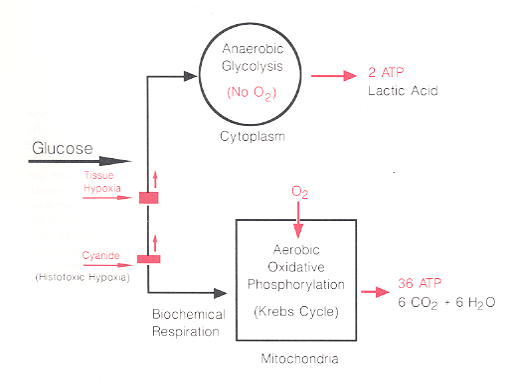 Anaerobic
Glycolysis
(No O₂)
2 ATP
Lactic Acid
Cytoplasm
Glucose
Tissue
Hypoxia
O₂
Cyanide
(Histotoxic Hypoxia)
Aerobic
Oxidative
Phosphorylation
(Krebs Cycle)
36 ATP
6 CO₂ + 6 H₂O
Biochemical
Respiration
Mitochondria